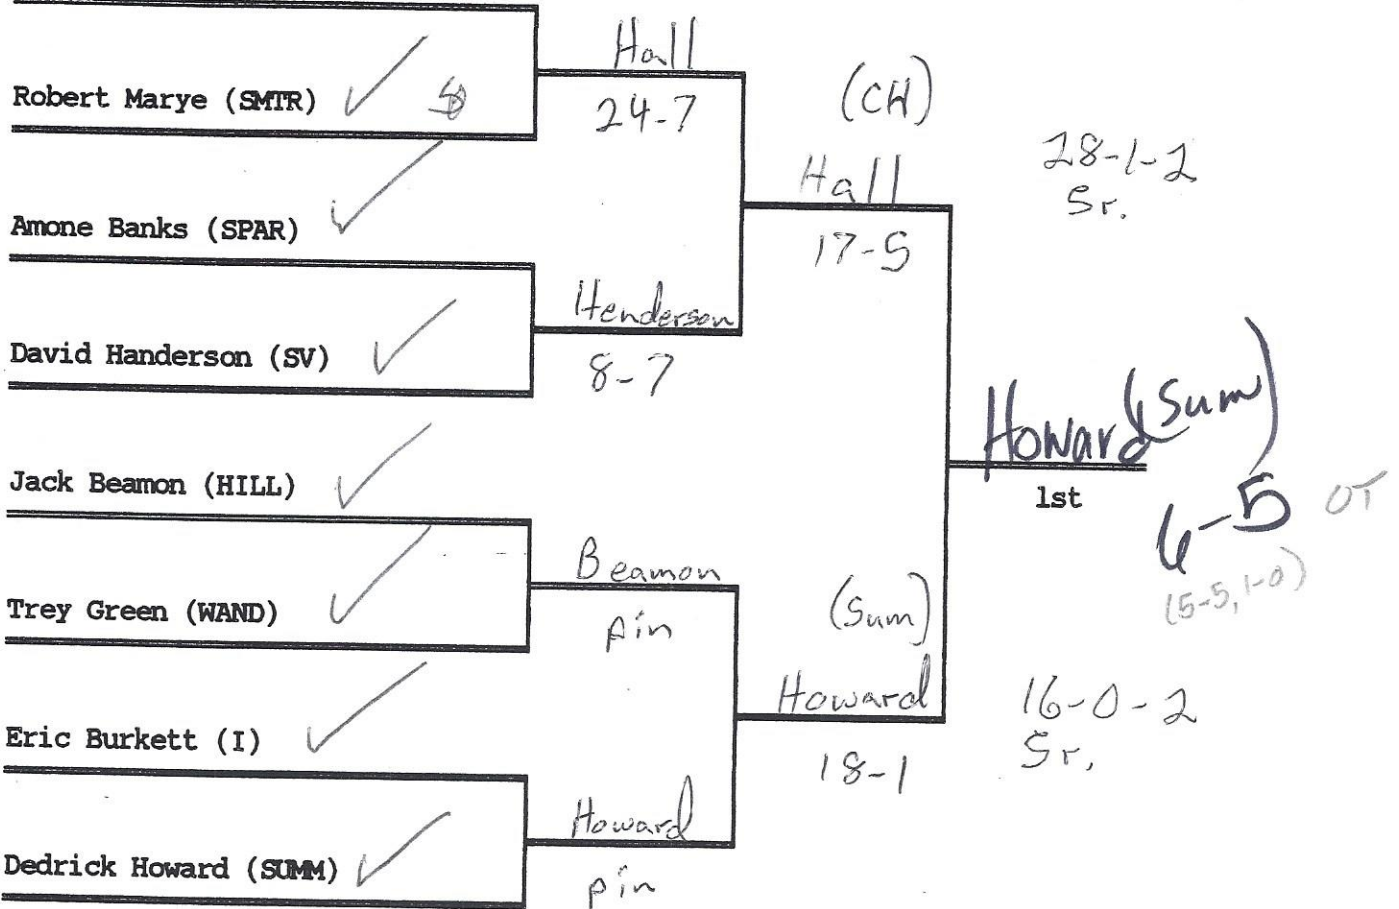 Hall
Robert Marye (SMTR)
24-7
(CH)
28-1-2
Sr.
Hall
Amone Banks (SPAR)
17-5
Henderson
David Handerson (SV)
8-7
Howard (Sum)
Jack Beamon (HILL)
1st
6-5 OT
(5-5, 1-0)
Beamon
Trey Green (WAND)
pin
(Sum)
Howard
16-0-2
Sr.
Eric Burkett (I)
18-1
Howard
Dedrick Howard (SUMM)
pin